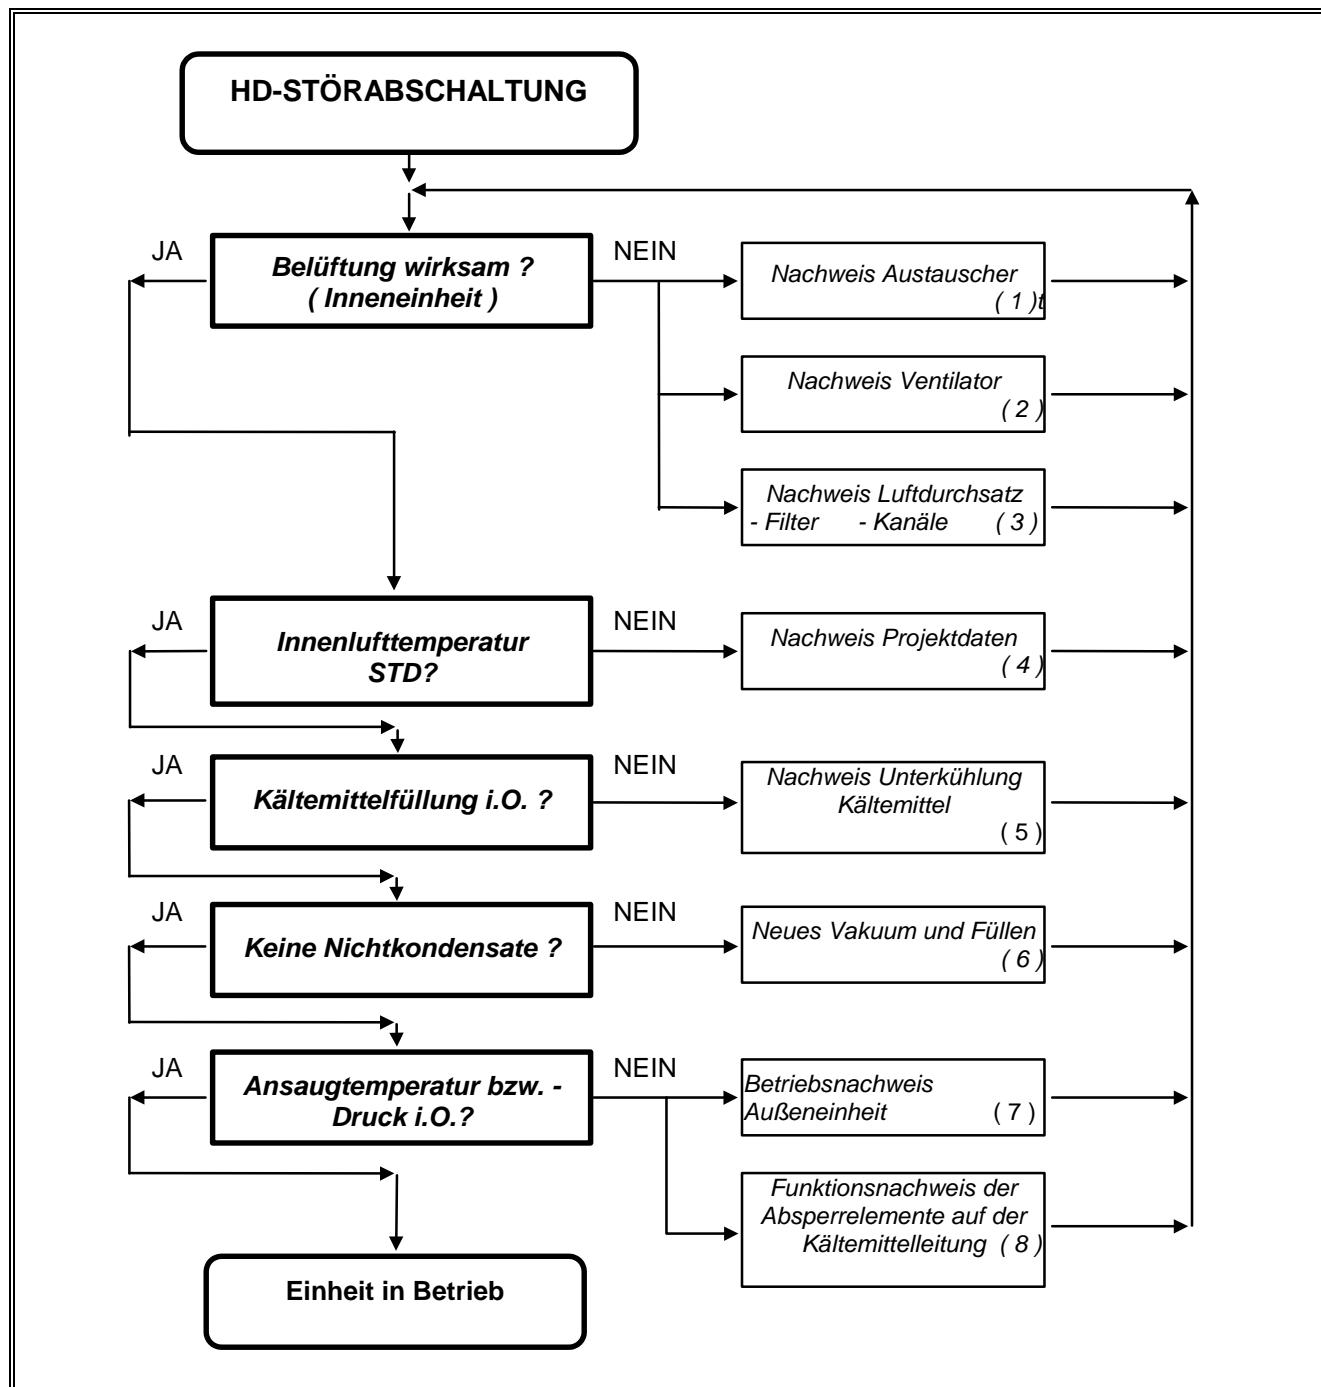 HD-STÖRABSCHALTUNG
JA
Belüftung wirksam ?
( Inneneinheit )
NEIN
Nachweis Austauscher
( 1 )t
Nachweis Ventilator
( 2 )
Nachweis Luftdurchsatz
- Filter - Kanäle ( 3 )
JA
Innenlufttemperatur
STD?
NEIN
Nachweis Projektdaten
( 4 )
JA
Kältemittelfüllung i.O. ?
NEIN
Nachweis Unterkühlung
Kältemittel
( 5 )
JA
Keine Nichtkondensate ?
NEIN
Neues Vakuum und Füllen
( 6 )
JA
Ansaugtemperatur bzw. -
Druck i.O.?
NEIN
Betriebsnachweis
Außeneinheit ( 7 )
Funktionsnachweis der
Absperrelemente auf der
Kältemittelleitung ( 8 )
Einheit in Betrieb